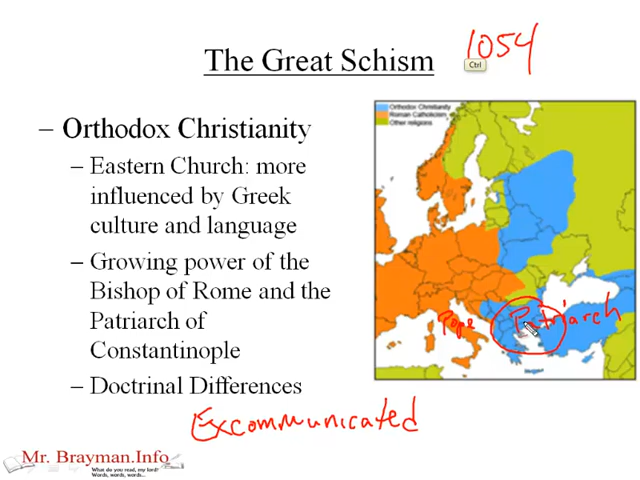 The Great Schism
1054
Ctrl
– Orthodox Christianity
– Eastern Church: more
influenced by Greek
culture and language
– Growing power of the
Bishop of Rome and the
Patriarch of
Constantinople
– Doctrinal Differences
Orthodox Christianity
Roman Catholicism
Other religions
Pope
Patriarch
Excommunicated
Mr. Brayman.Info
What do you read, my lord?
Words, words, words...